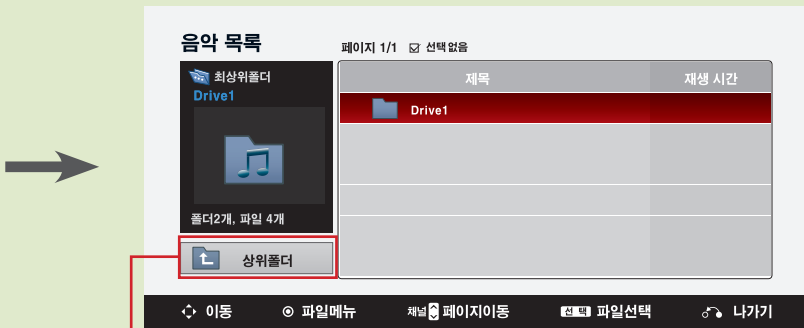 음악 목록
페이지 1/1 선택없음
최상위폴더
Drive1
폴더2개, 파일 4개
상위폴더
제목 재생 시간
Drive1
이동 파일메뉴 채널 페이지이동 선택 파일선택 나가기